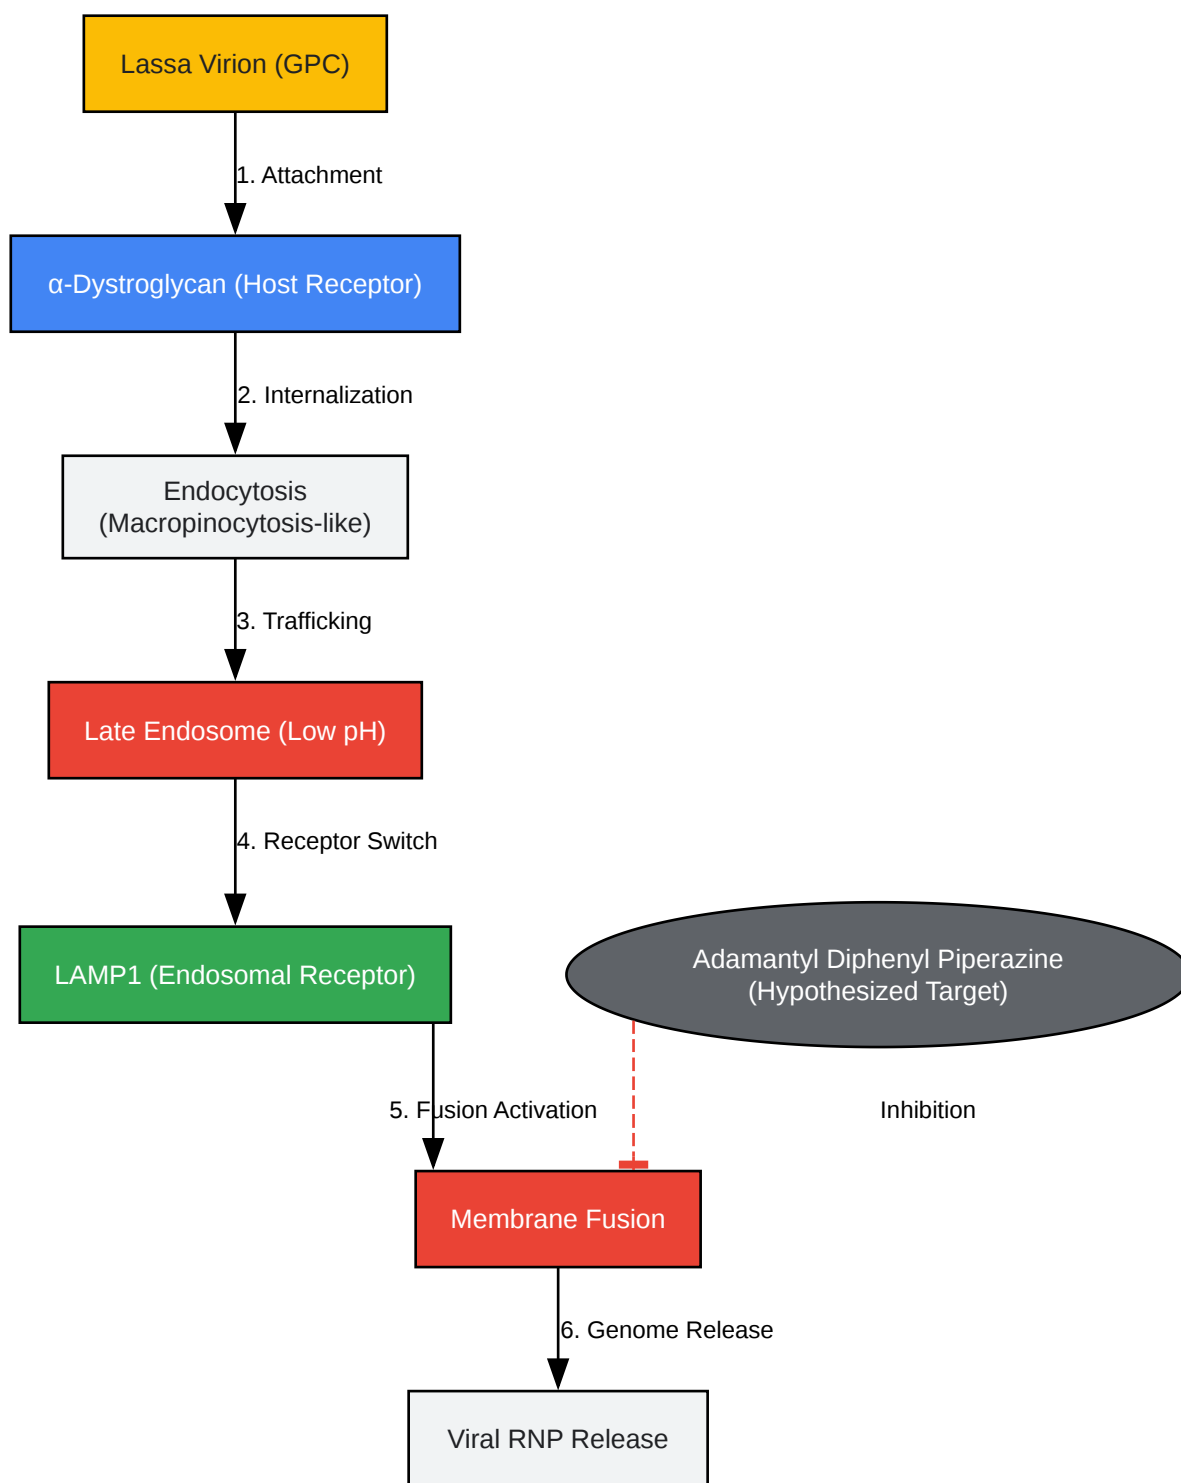 Lassa Virion (GPC)
1. Attachment
α-Dystroglycan (Host Receptor)
2. Internalization
Endocytosis
(Macropinocytosis-like)
3. Trafficking
Late Endosome (Low pH)
4. Receptor Switch
LAMP1 (Endosomal Receptor)
Adamantyl Diphenyl Piperazine
(Hypothesized Target)
5. Fusion Activation
Inhibition
Membrane Fusion
6. Genome Release
Viral RNP Release